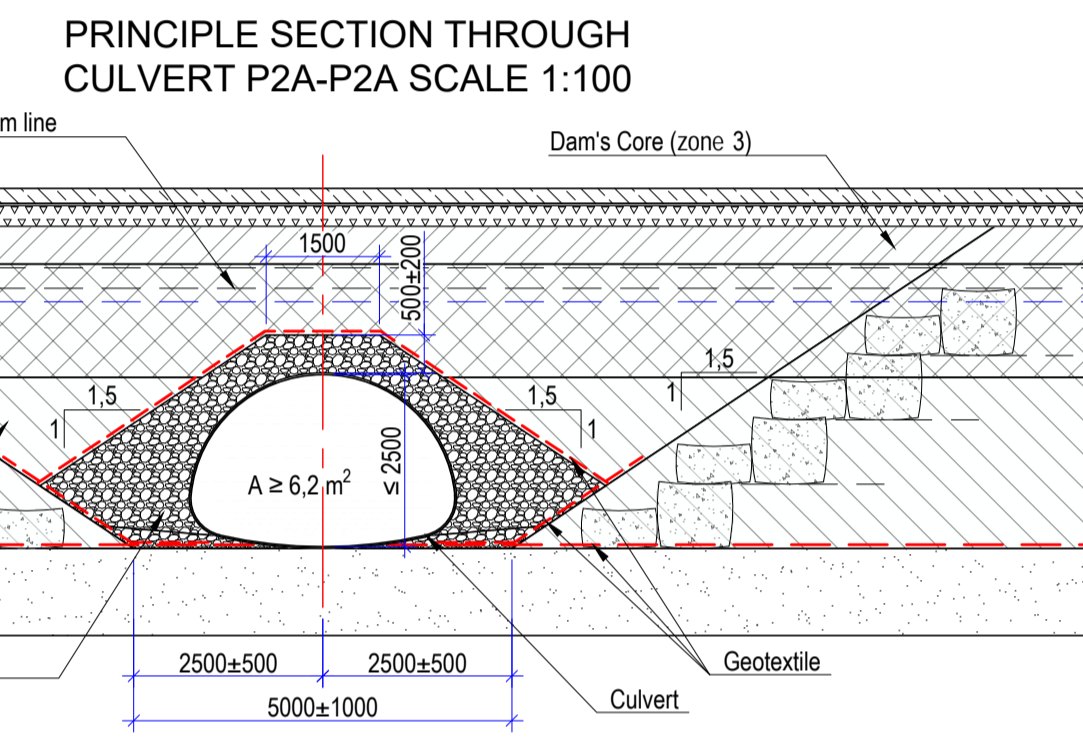 PRINCIPLE SECTION THROUGH
CULVERT P2A-P2A SCALE 1:100
m line
Dam's Core (zone 3)
1500
500±200
1,5
1
1,5
1
1,5
1
A ≥ 6,2 m²
≤ 2500
2500±500
2500±500
5000±1000
Geotextile
Culvert